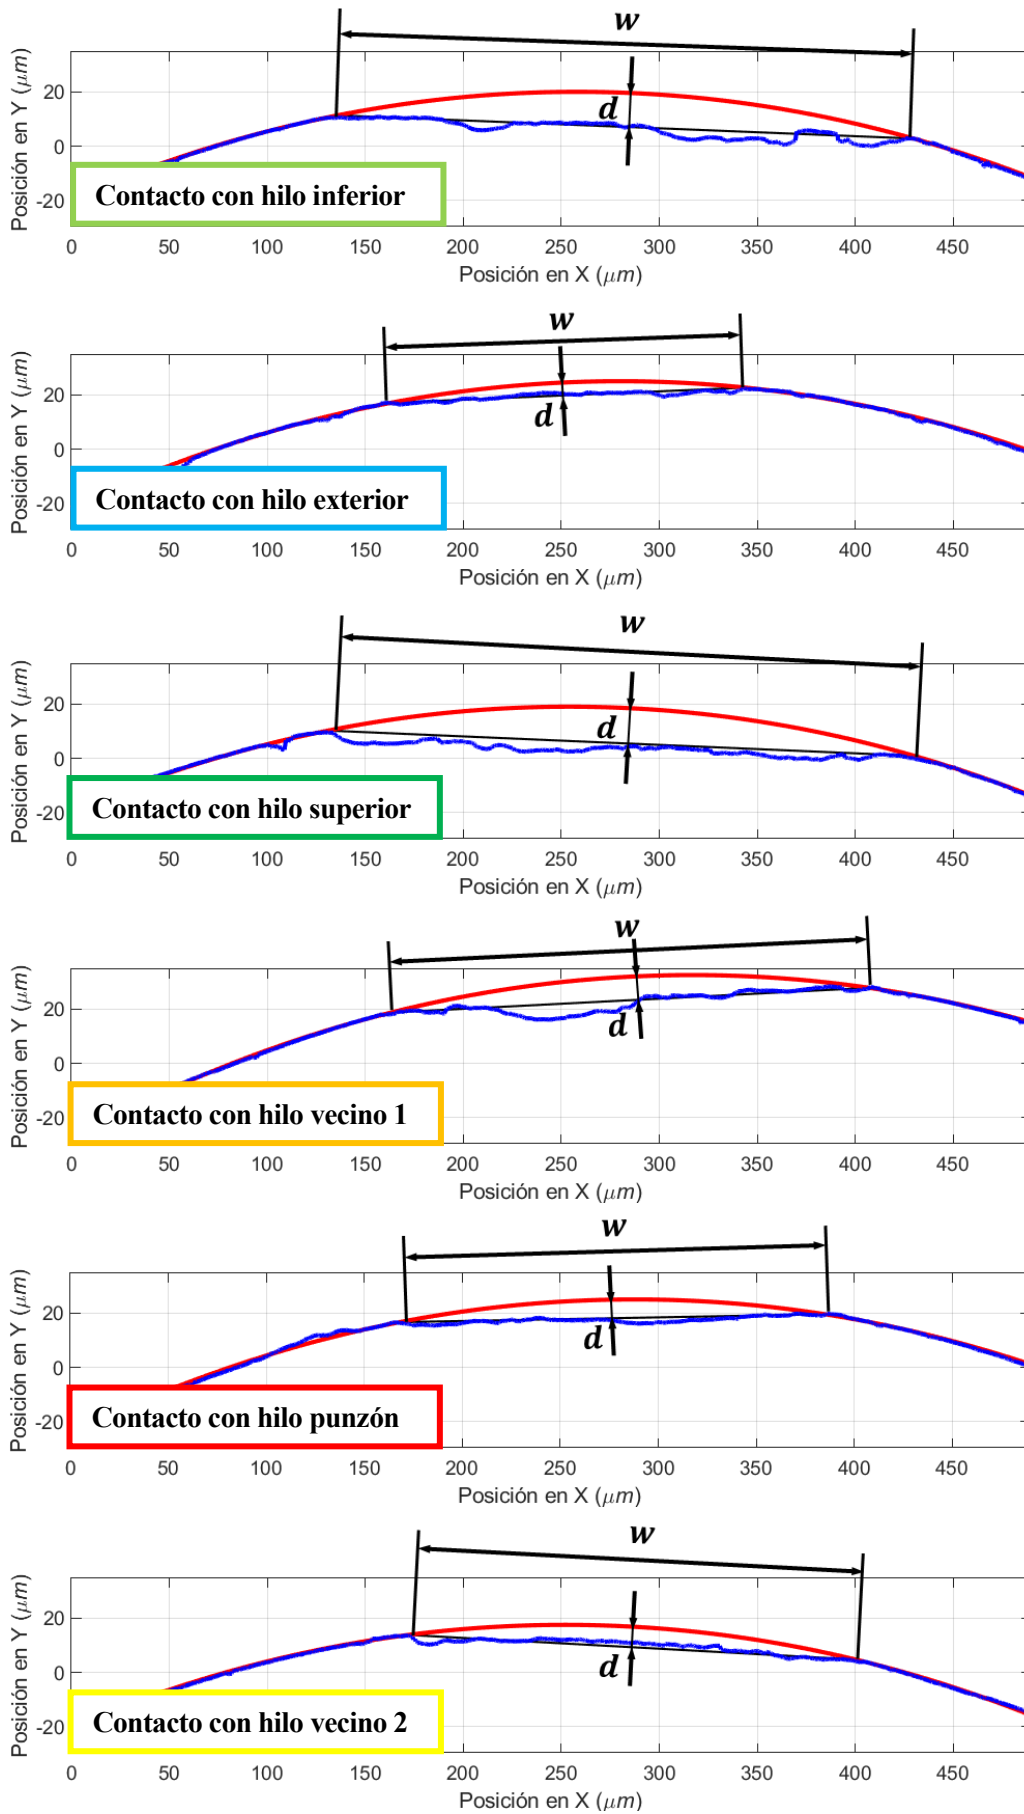 w
Posición en Y (μm)
20
d
0
Contacto con hilo inferior
-20
0 50 100 150 200 250 300 350 400 450
Posición en X (μm)
w
Posición en Y (μm)
20
d
0
Contacto con hilo exterior
-20
0 50 100 150 200 250 300 350 400 450
Posición en X (μm)
w
Posición en Y (μm)
20
d
0
Contacto con hilo superior
-20
0 50 100 150 200 250 300 350 400 450
Posición en X (μm)
w
Posición en Y (μm)
20
d
0
Contacto con hilo vecino 1
-20
0 50 100 150 200 250 300 350 400 450
Posición en X (μm)
w
Posición en Y (μm)
20
d
0
Contacto con hilo punzón
-20
0 50 100 150 200 250 300 350 400 450
Posición en X (μm)
w
Posición en Y (μm)
20
d
0
Contacto con hilo vecino 2
-20
0 50 100 150 200 250 300 350 400 450
Posición en X (μm)